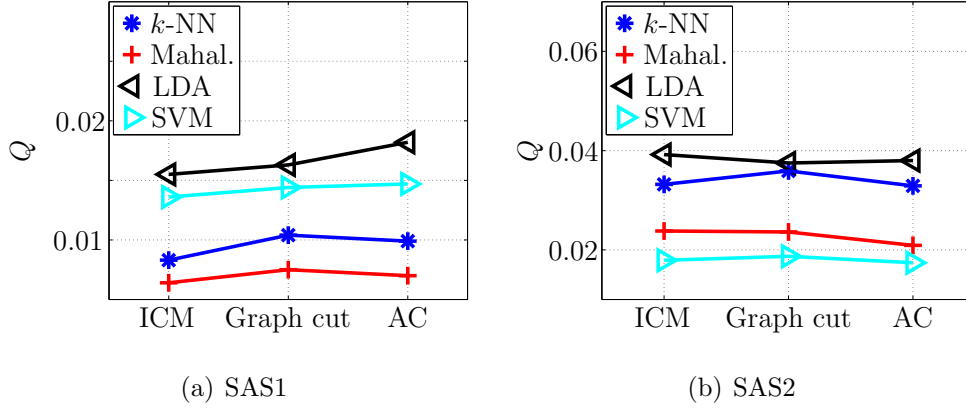 k-NN
Mahal.
LDA
SVM
0.02
0.01
Q
ICM Graph cut AC
(a) SAS1
k-NN
Mahal.
LDA
SVM
0.06
0.04
0.02
Q
ICM Graph cut AC
(b) SAS2